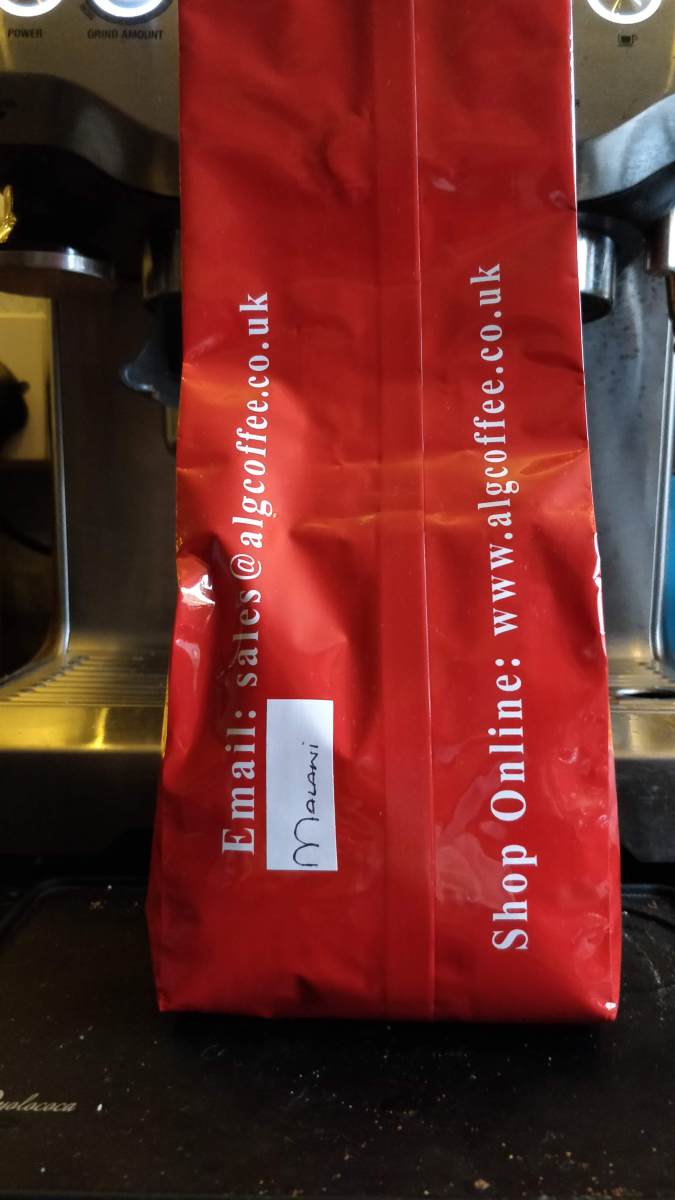 POWER
GRIND AMOUNT
Email: sales@algcoffee.co.uk
Malawi
Shop Online: www.algcoffee.co.uk